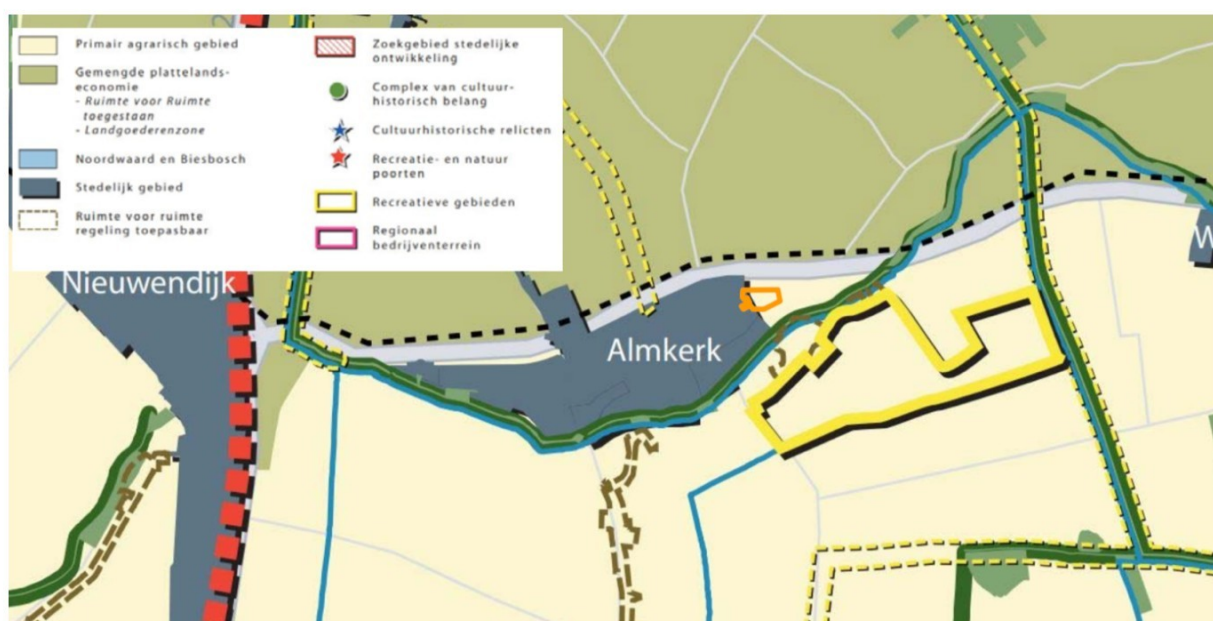 Primair agrarisch gebied
Gemengde plattelands-
economie
- Ruimte voor Ruimte
toegestaan
- Landgoederenzone
Noordwaard en Biesbosch
Stedelijk gebied
Ruimte voor ruimte
regeling toepasbaar
Zoekgebied stedelijke
ontwikkeling
Complex van cultuur-
historisch belang
Cultuurhistorische relicten
Recreatie- en natuur
poorten
Recreatieve gebieden
Regionaal
bedrijventerrein
Nieuwendijk
Almkerk
W